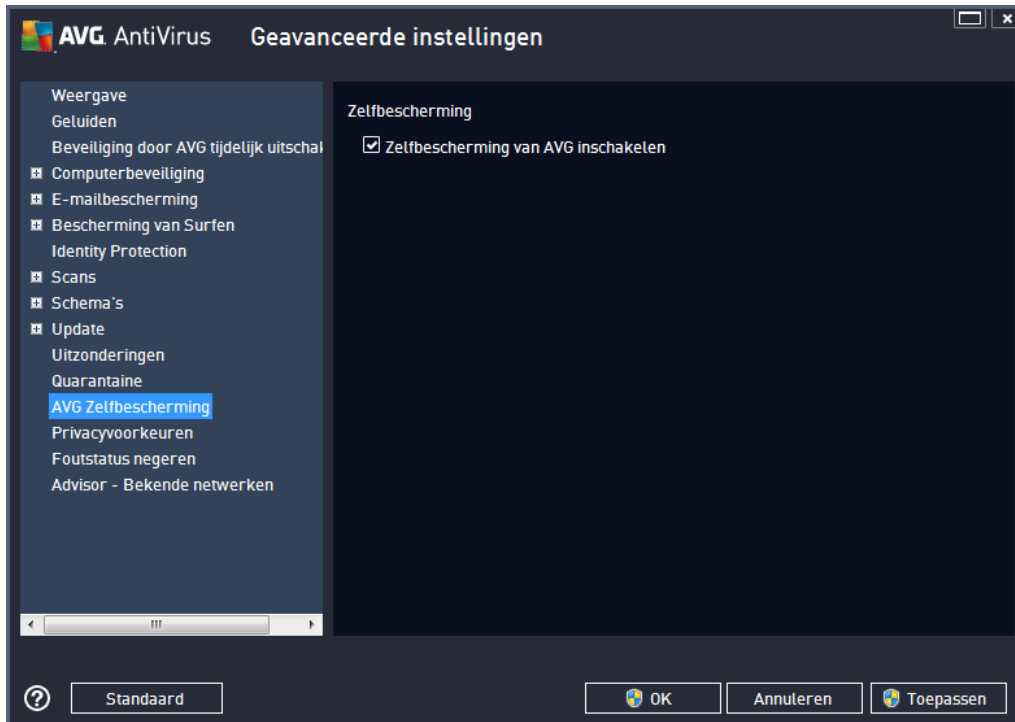 AVG. AntiVirus Geavanceerde instellingen
Weergave
Geluiden
Beveiliging door AVG tijdelijk uitschak
Computerbeveiliging
E-mailbescherming
Bescherming van Surfen
Identity Protection
Scans
Schema's
Update
Uitzonderingen
Quarantaine
AVG Zelfbescherming
Privacyvoorkeuren
Foutstatus negeren
Advisor - Bekende netwerken
Zelfbescherming
Zelfbescherming van AVG inschakelen
Standaard
OK
Annuleren
Toepassen